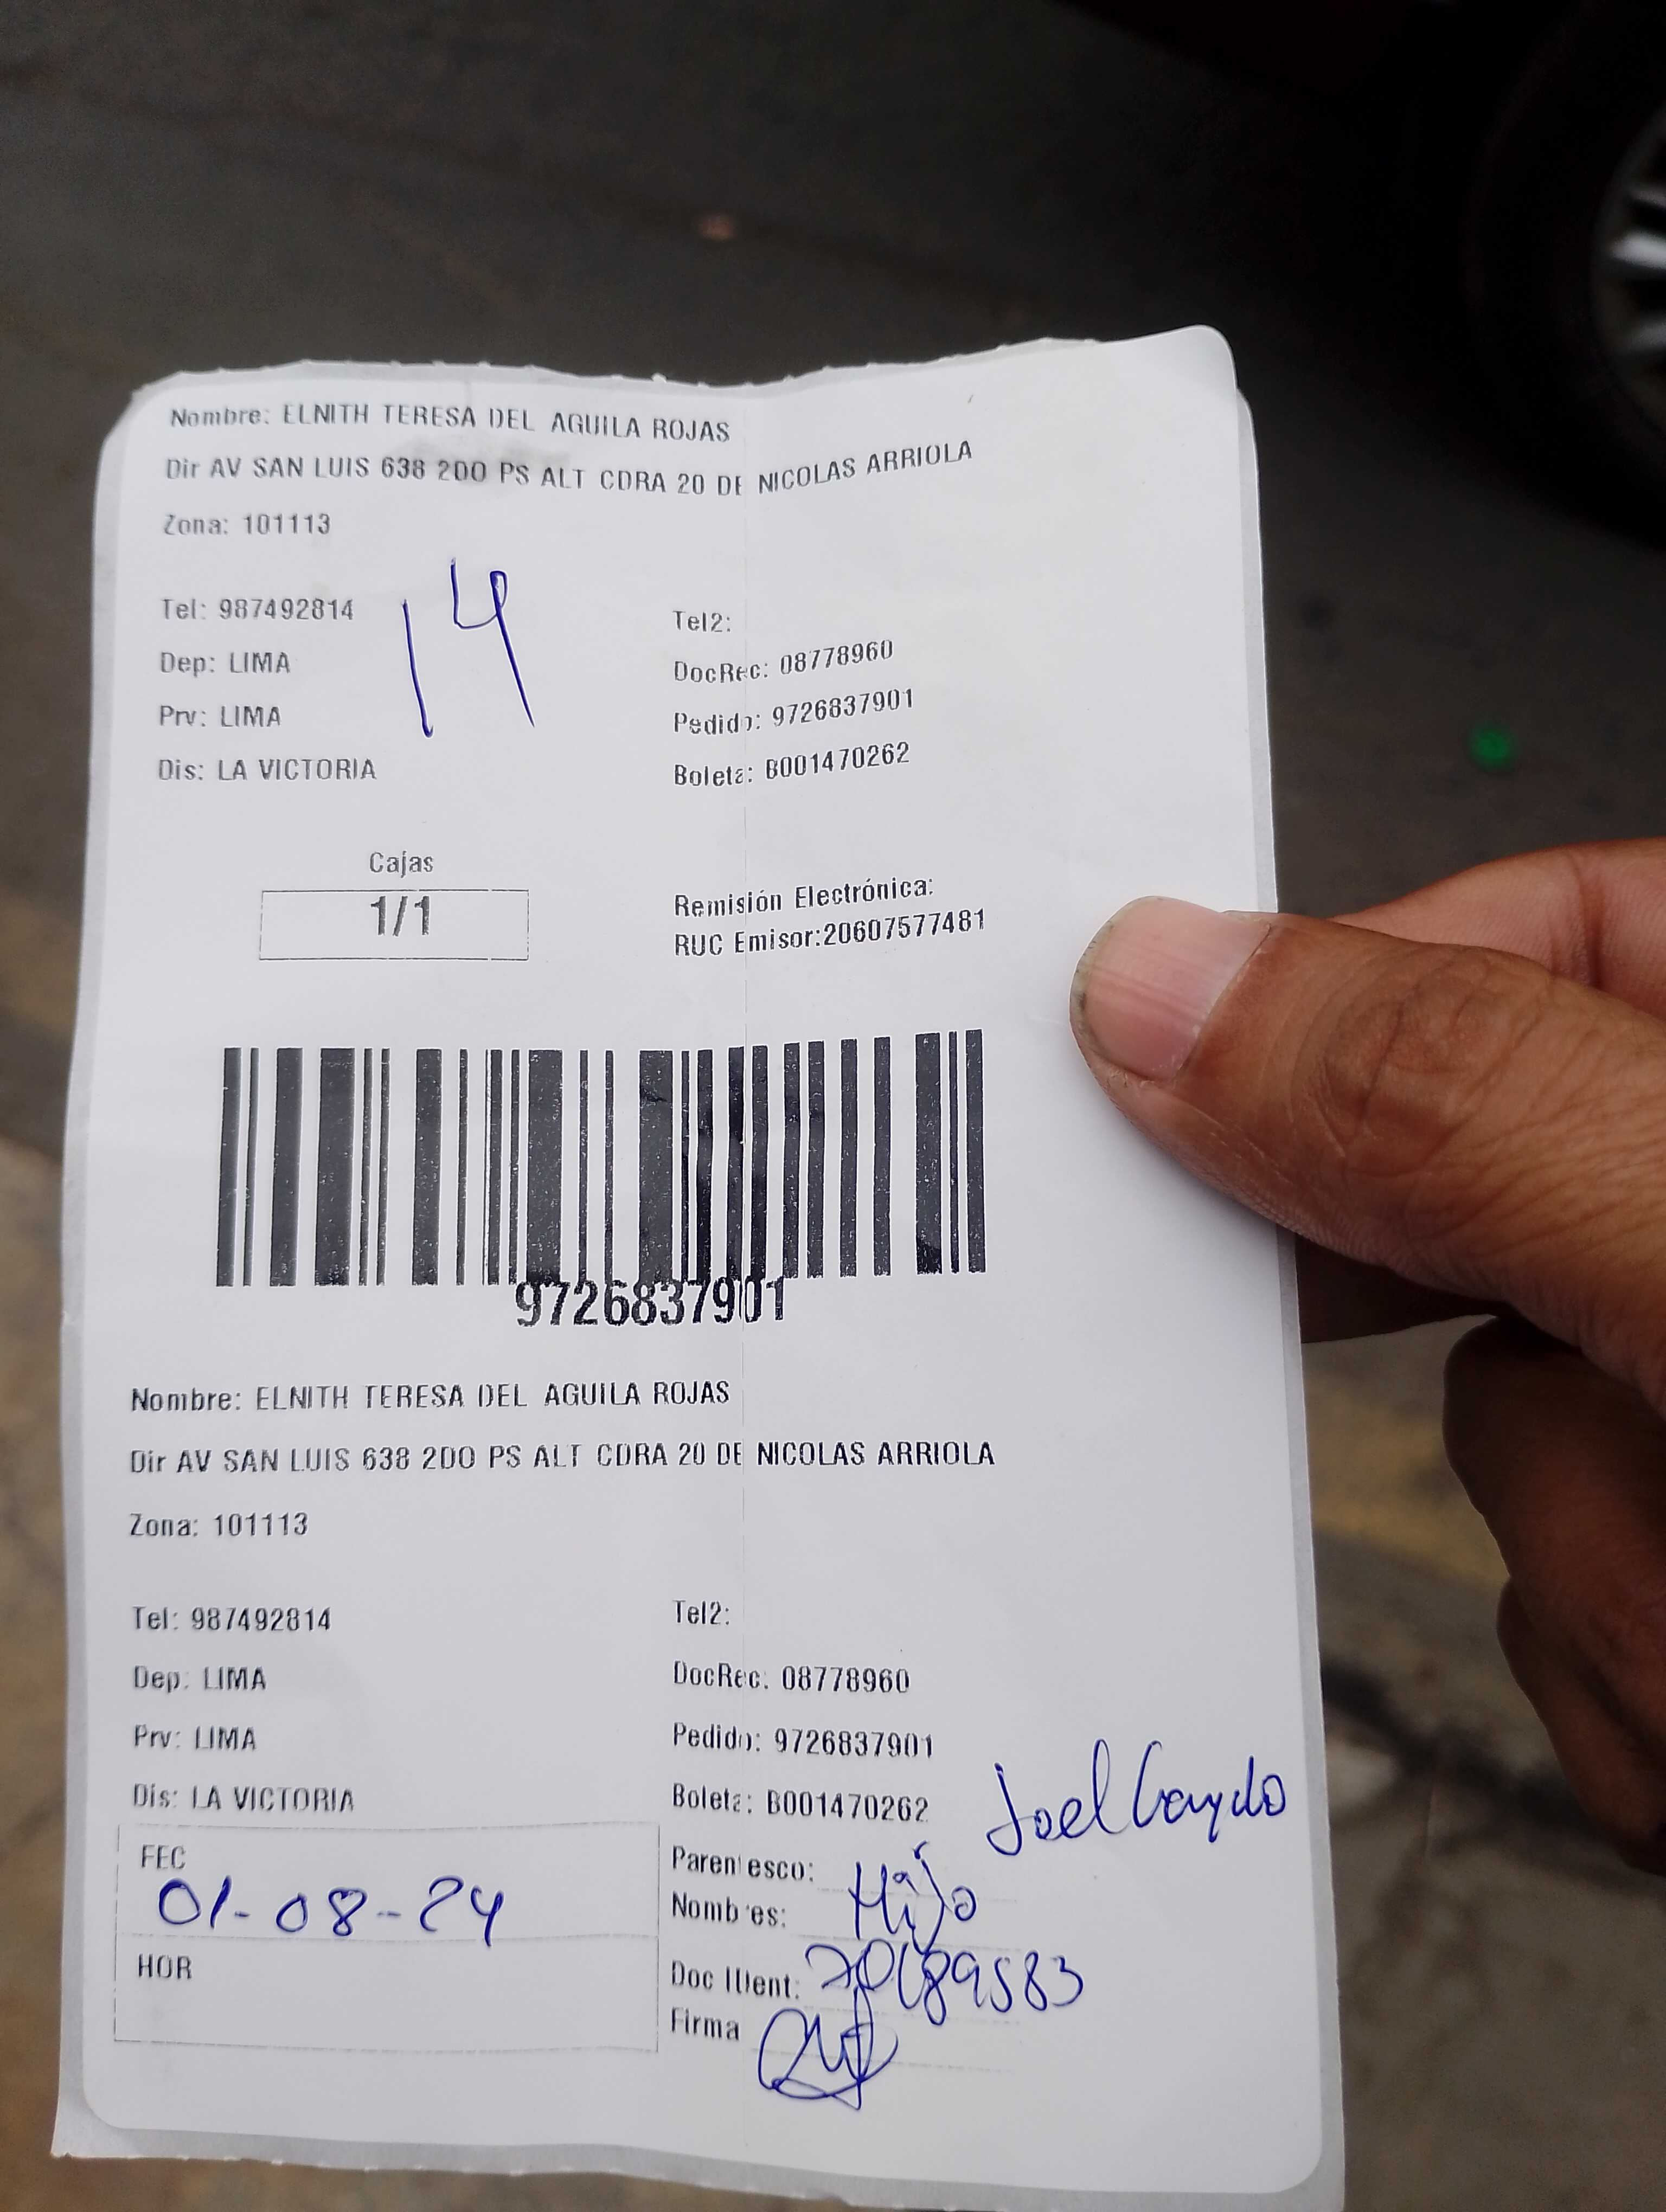 Nombre: ELNITH TERESA DEL AGUILA ROJAS
Dir AV SAN LUIS 638 2DO PS ALT CDRA 20 DE NICOLAS ARRIOLA
Zona: 101113
14
Tel: 987492814
Tel2:
Dep: LIMA
DocRec: 08778960
Prv: LIMA
Pedido: 9726837901
Dis: LA VICTORIA
Boleta: B001470262
Cajas
1/1
Remisión Electrónica:
RUC Emisor:20607577481
9726837901
Nombre: ELNITH TERESA DEL AGUILA ROJAS
Dir AV SAN LUIS 638 2DO PS ALT CDRA 20 DE NICOLAS ARRIOLA
Zona: 101113
Tel: 987492814
Tel2:
Dep: LIMA
DocRec: 08778960
Prv: LIMA
Pedido: 9726837901
Dis: LA VICTORIA
Boleta: B001470262
Joel
FEC
01-08-24
HOR
Parentesco: Hijo
Nombres:
Doc Ident:
Firma